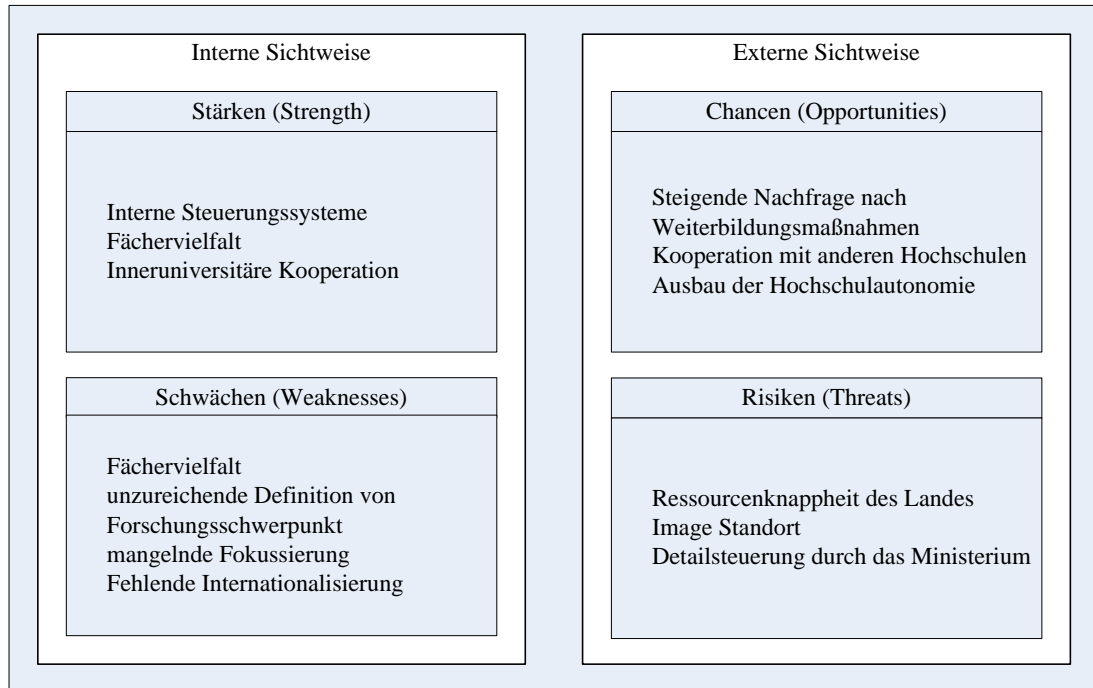 Interne Sichtweise
Stärken (Strength)
Interne Steuerungssysteme
Fächervielfalt
Inneruniversitäre Kooperation
Schwächen (Weaknesses)
Fächervielfalt
unzureichende Definition von
Forschungsschwerpunkt
mangelnde Fokussierung
Fehlende Internationalisierung
Externe Sichtweise
Chancen (Opportunities)
Steigende Nachfrage nach
Weiterbildungsmaßnahmen
Kooperation mit anderen Hochschulen
Ausbau der Hochschulautonomie
Risiken (Threats)
Ressourcenknappheit des Landes
Image Standort
Detailsteuerung durch das Ministerium